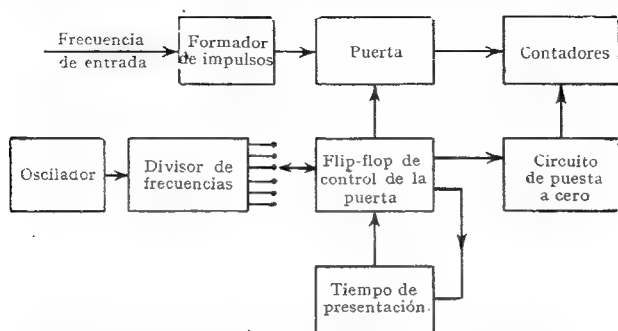 Frecuencia
de entrada
Formador
de impulsos
Puerta
Contadores
Oscilador
Divisor de
frecuencias
Flip-flop de
control de la
puerta
Circuito
de puesta
a cero
Tiempo de
presentación